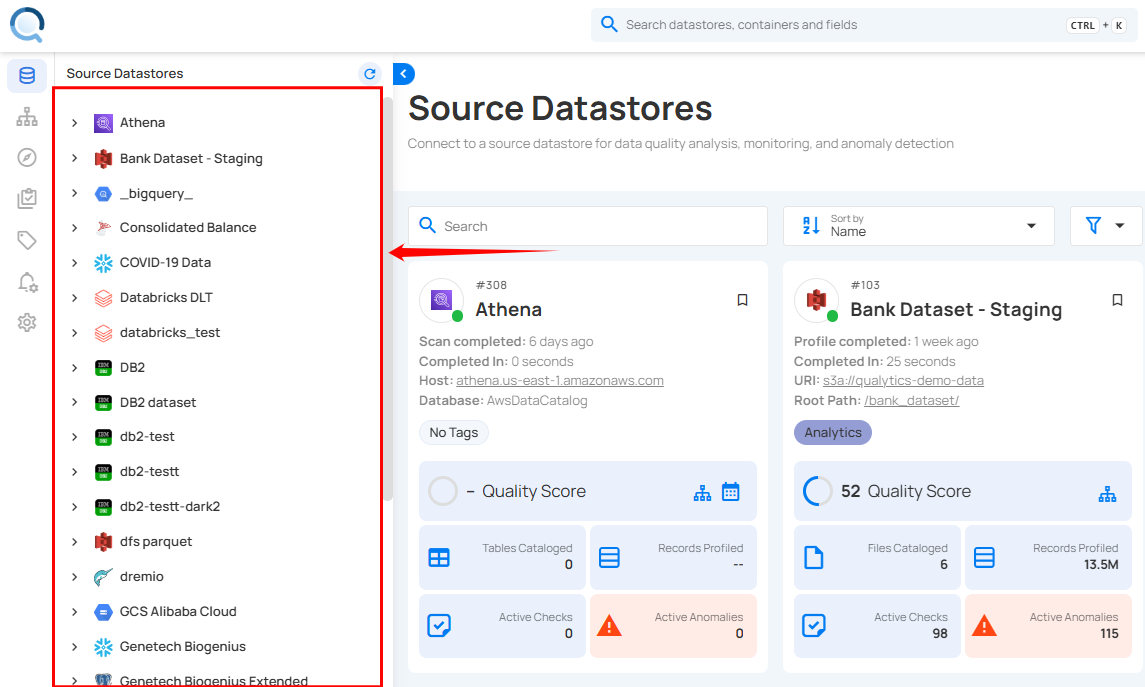 Search datastores, containers and fields
CTRL + K
Source Datastores
Athena
Bank Dataset - Staging
_bigquery_
Consolidated Balance
COVID-19 Data
Databricks DLT
databricks_test
DB2
DB2 dataset
db2-test
db2-testt
db2-testt-dark2
dfs parquet
dremio
GCS Alibaba Cloud
Genetech Biogenius
Genetech Biogenius Extended
Source Datastores
Connect to a source datastore for data quality analysis, monitoring, and anomaly detection
Search
Sort by
Name
#308
Athena
Scan completed: 6 days ago
Completed In: 0 seconds
Host: athena.us-east-1.amazonaws.com
Database: AwsDataCatalog
No Tags
– Quality Score
Tables Cataloged
0
Records Profiled
--
Active Checks
0
Active Anomalies
0
#103
Bank Dataset - Staging
Profile completed: 1 week ago
Completed In: 25 seconds
URI: s3a://qualytics-demo-data
Root Path: /bank_dataset/
Analytics
52 Quality Score
Files Cataloged
6
Records Profiled
13.5M
Active Checks
98
Active Anomalies
115